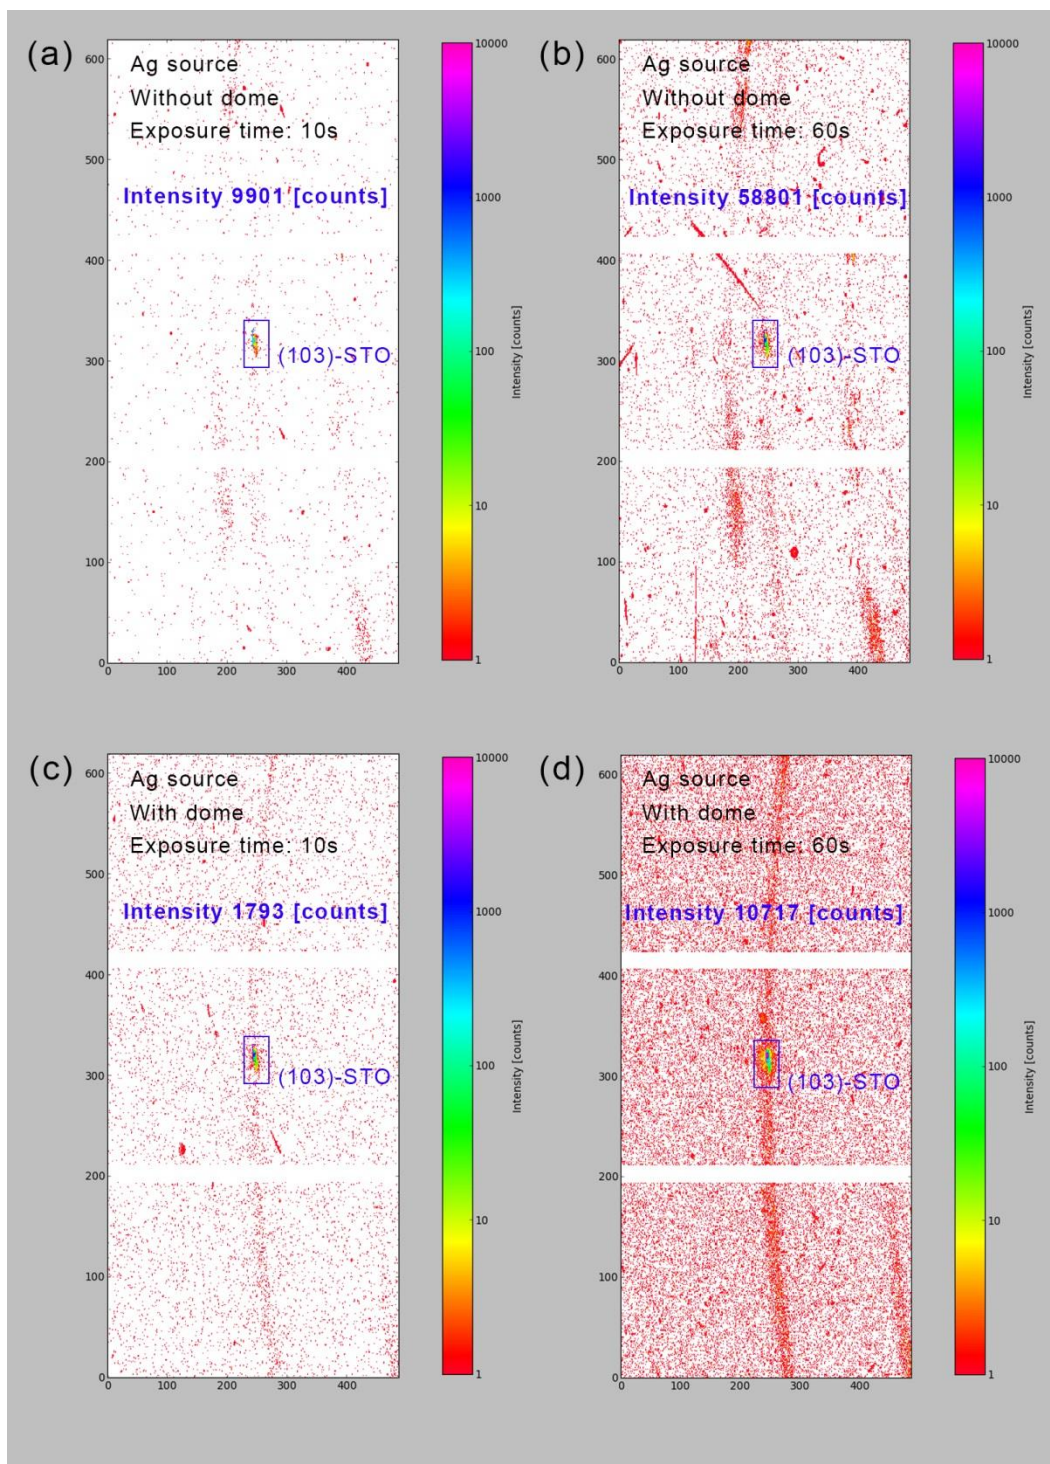 (a)
Ag source
Without dome
Exposure time: 10s
Intensity 9901 [counts]
(103)-STO
600
500
400
300
200
100
0
0 100 200 300 400
10000
1000
100
10
1
Intensity [counts]
(b)
Ag source
Without dome
Exposure time: 60s
Intensity 58801 [counts]
(103)-STO
600
500
400
300
200
100
0
0 100 200 300 400
10000
1000
100
10
1
Intensity [counts]
(c)
Ag source
With dome
Exposure time: 10s
Intensity 1793 [counts]
(103)-STO
600
500
400
300
200
100
0
0 100 200 300 400
10000
1000
100
10
1
Intensity [counts]
(d)
Ag source
With dome
Exposure time: 60s
Intensity 10717 [counts]
(103)-STO
600
500
400
300
200
100
0
0 100 200 300 400
10000
1000
100
10
1
Intensity [counts]